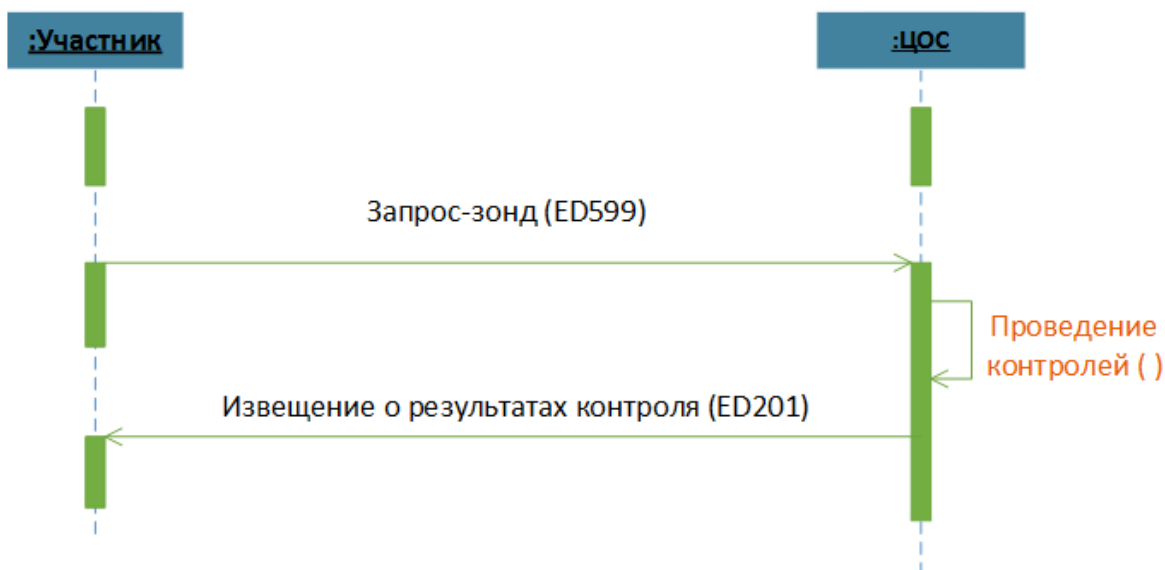 :Участник
:ЦОС
Запрос-зонд (ED599)
Проведение
контролей ( )
Извещение о результатах контроля (ED201)